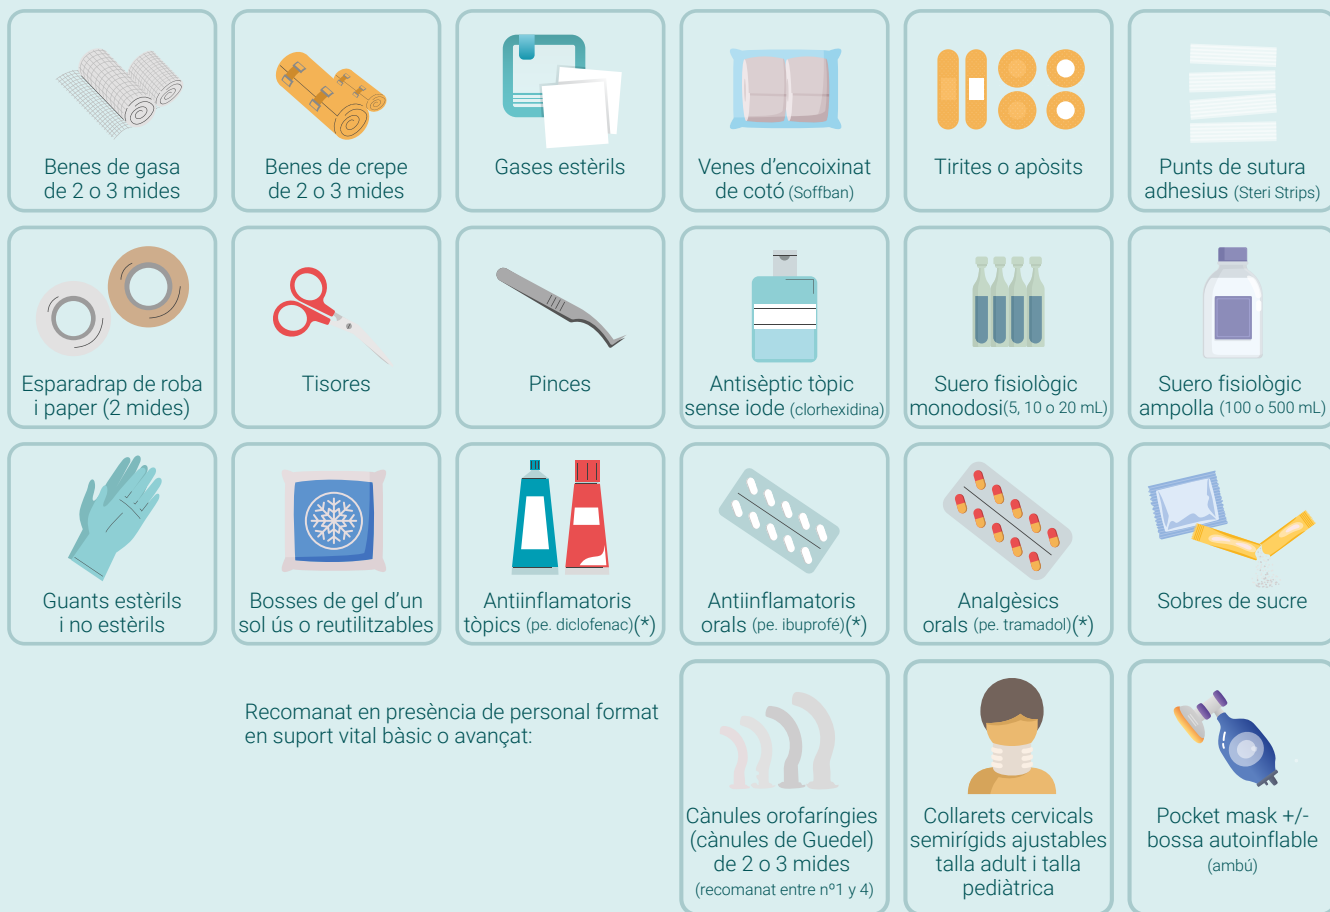 Benes de gasa
de 2 o 3 mides
Benes de crepe
de 2 o 3 mides
Gases estèrils
Venes d'encoixinat
de cotó (Soffban)
Tirites o apòsits
Punts de sutura
adhesius (Steri Strips)
Esparadrap de roba
i paper (2 mides)
Tisores
Pinces
Antisèptic tòpic
sense iode (clorhexidina)
Suero fisiològic
monodosi(5, 10 o 20 mL)
Suero fisiològic
ampolla (100 o 500 mL)
Guants estèrils
i no estèrils
Bosses de gel d'un
sol ús o reutilitzables
Antiinflamatoris
tòpics (pe. diclofenac)(*)
Antiinflamatoris
orals (pe. ibuprofé)(*)
Analgèsics
orals (pe. tramadol)(*)
Sobres de sucre
Recomanat en presència de personal format
en suport vital bàsic o avançat:
Cànules orofaríngies
(cànules de Guedel)
de 2 o 3 mides
(recomanat entre nº1 y 4)
Collarets cervicals
semirígids ajustables
talla adult i talla
pediàtrica
Pocket mask +/-
bossa autoinflable
(ambú)